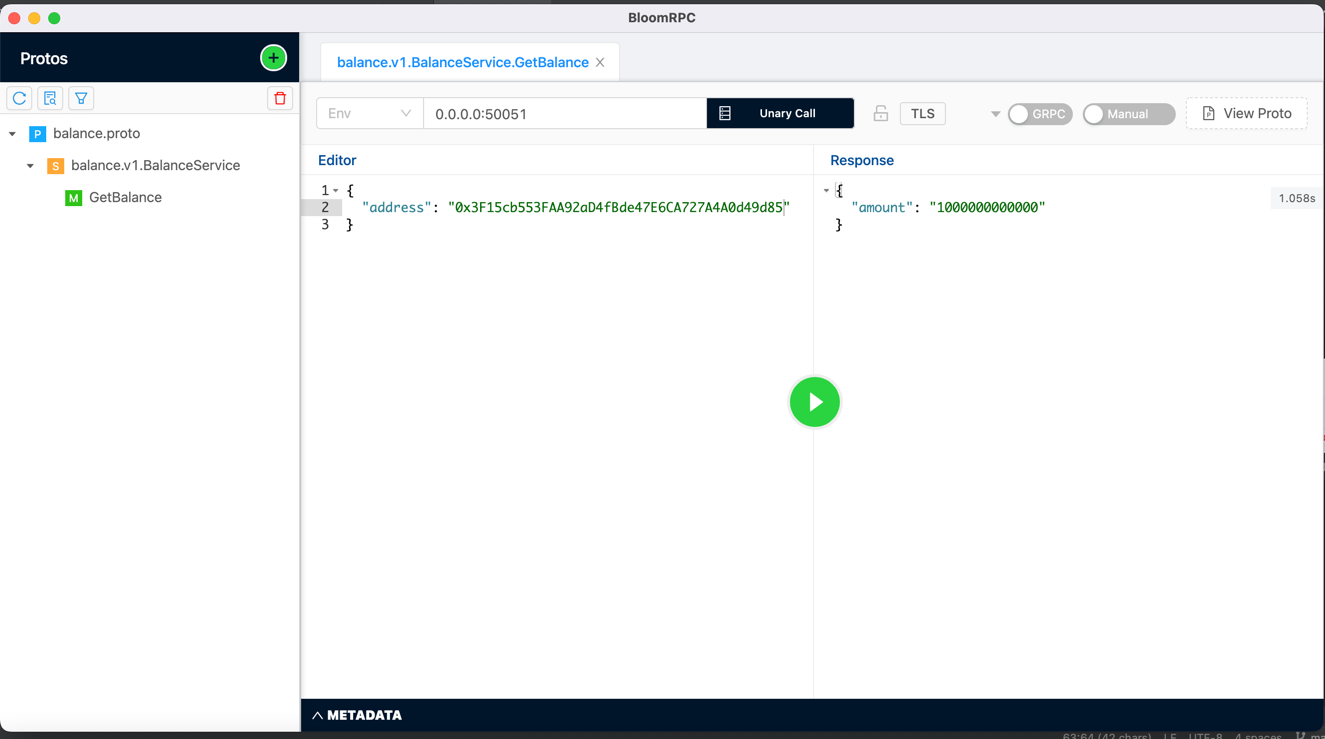 BloomRPC
Protos
balance.v1.BalanceService.GetBalance
Env
0.0.0.0:50051
Unary Call
TLS
GRPC
Manual
View Proto
P balance.proto
S balance.v1.BalanceService
M GetBalance
Editor
1 {
2 "address": "0x3F15cb553FAA92aD4fBde47E6CA727A4A0d49d85"
3 }
Response
{
"amount": "1000000000000"
}
1.058s
METADATA
63:64 (42 chars) LF UTF-8 4 spaces